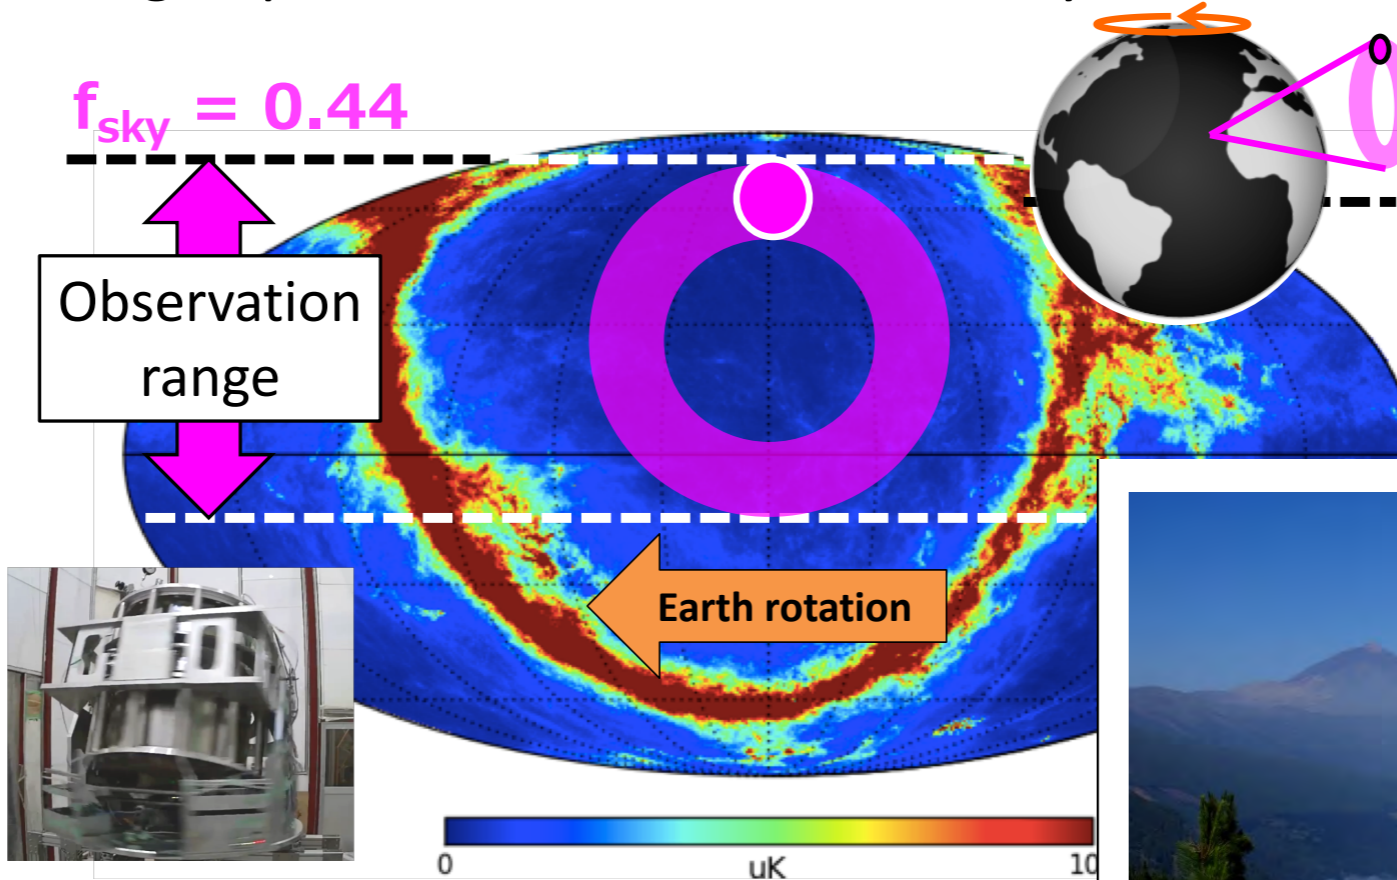 f_sky = 0.44
Observation
range
Earth rotation
0
10
uK